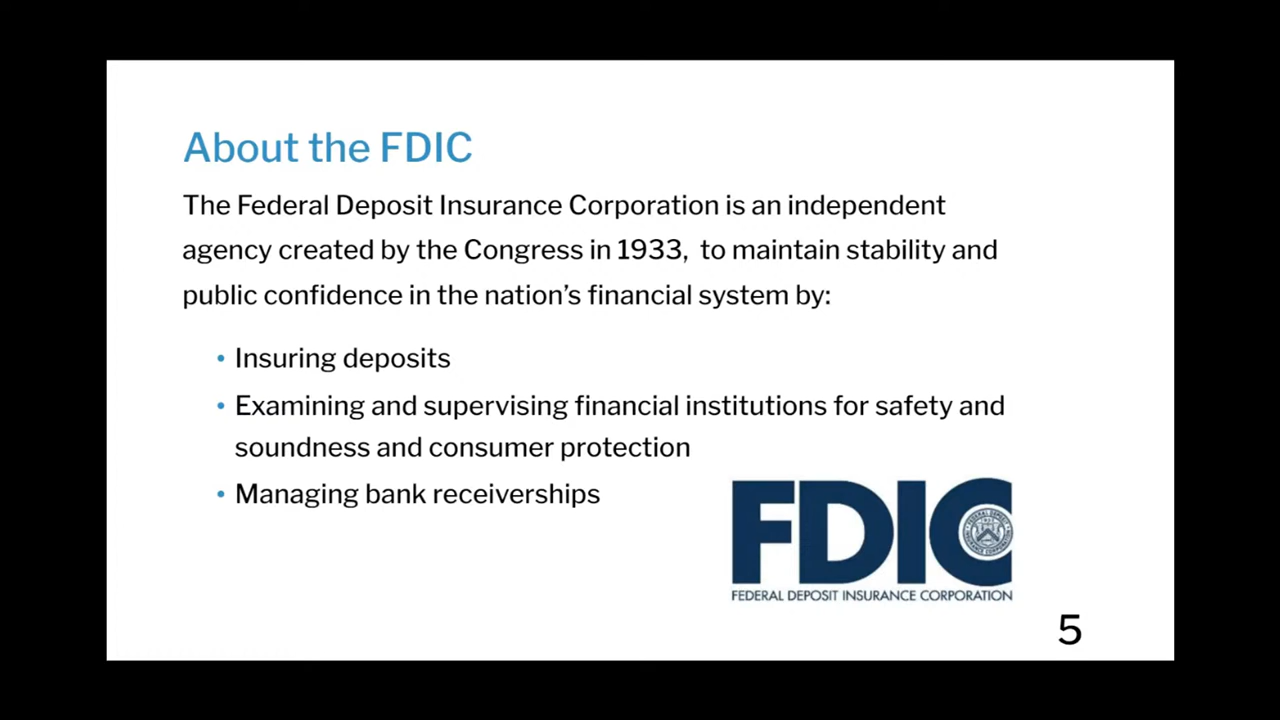 About the FDIC
The Federal Deposit Insurance Corporation is an independent
agency created by the Congress in 1933,  to maintain stability and
public confidence in the nation’s financial system by:
• Insuring deposits
• Examining and supervising financial institutions for safety and
soundness and consumer protection
• Managing bank receiverships
FDIC
FEDERAL DEPOSIT INSURANCE CORPORATION
5